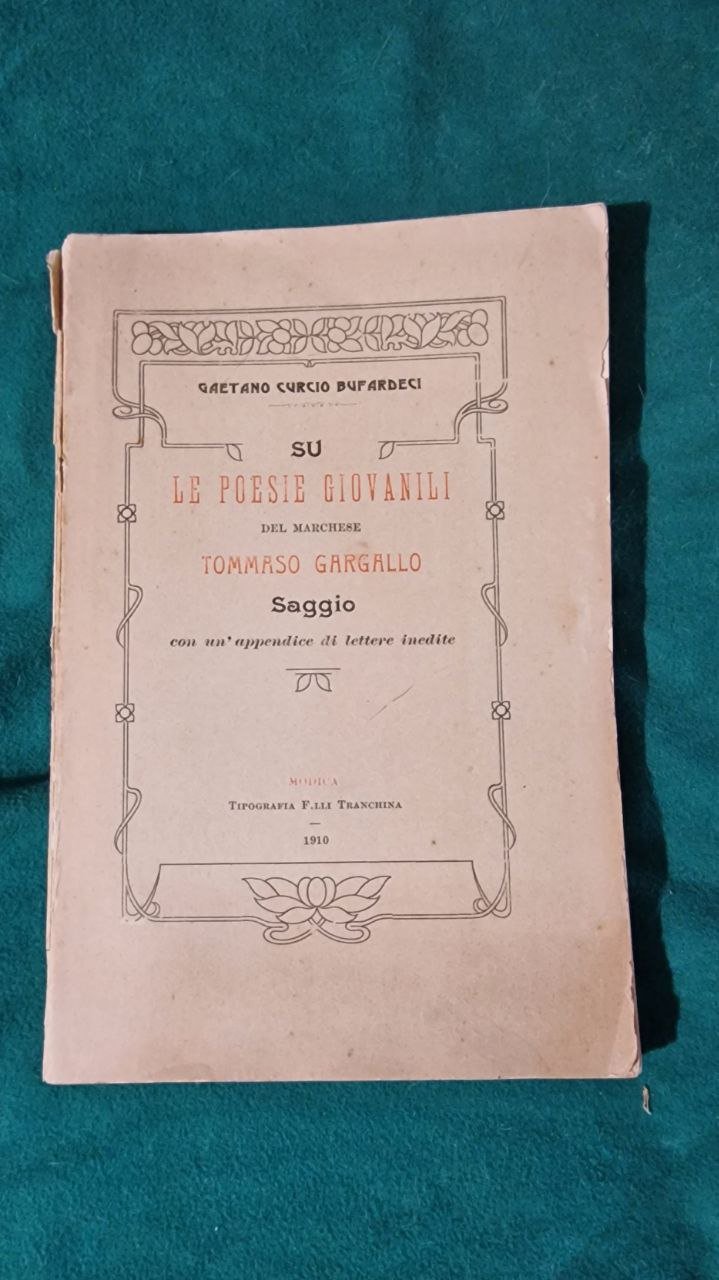 GAETANO CURCIO BUFARDECI
SU
LE POESIE GIOVANILI
DEL MARCHESE
TOMMASO GARGALLO
Saggio
con un' appendice di lettere inedite
MODICA
TIPOGRAFIA F.LLI TRANCHINA
—
1910